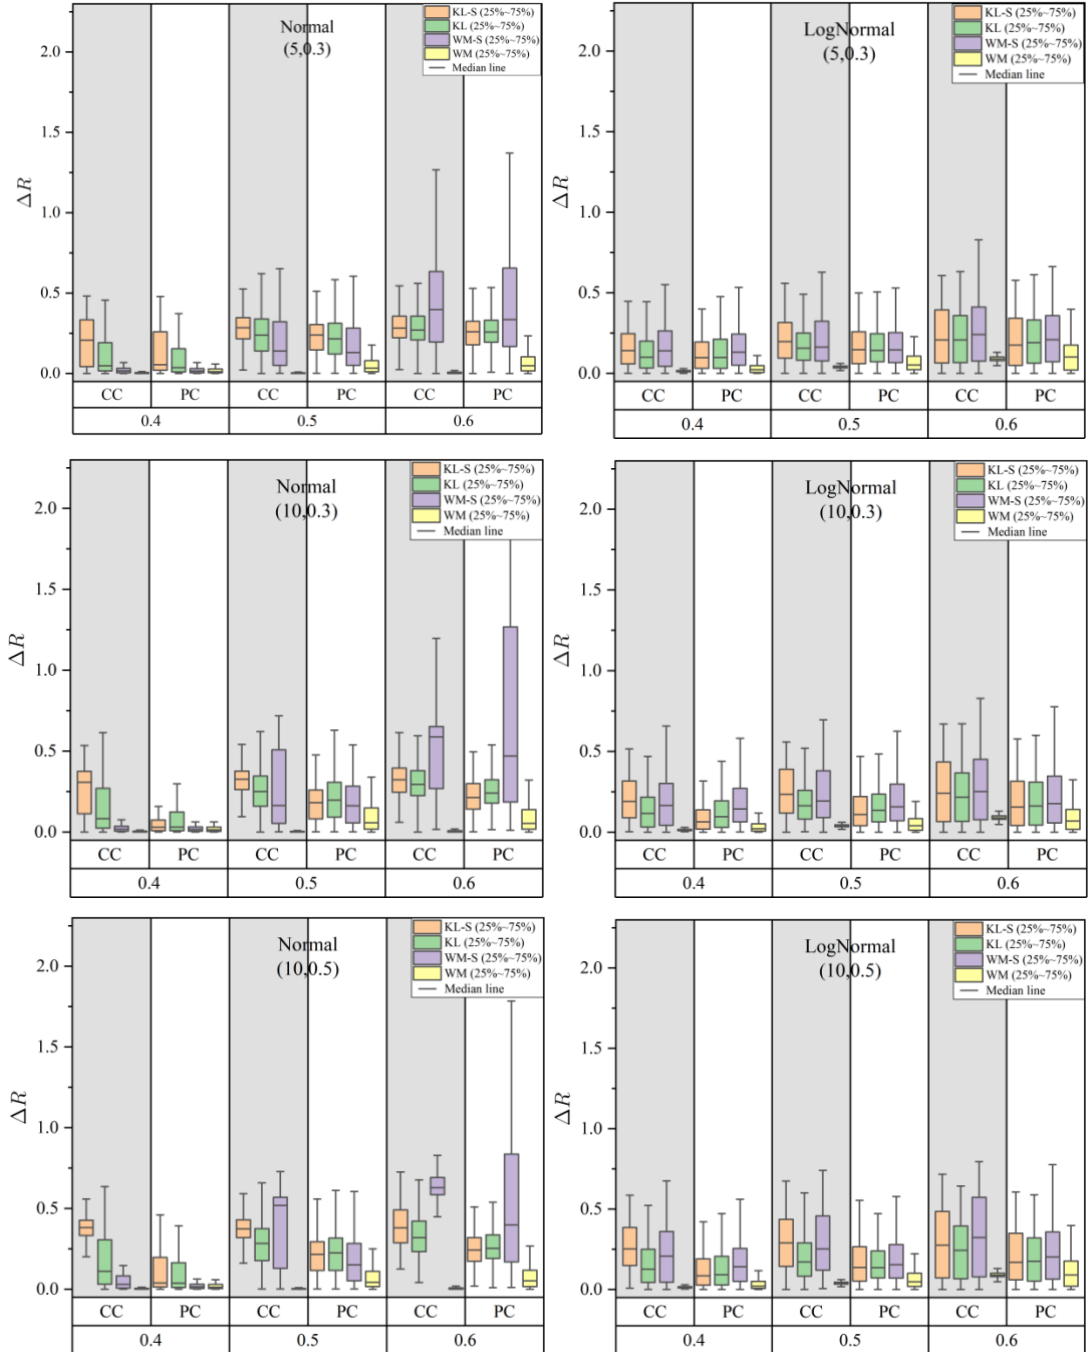 Normal
(5,0.3)
KL-S (25%~75%)
KL (25%~75%)
WM-S (25%~75%)
WM (25%~75%)
Median line
ΔR
2.0
1.5
1.0
0.5
0.0
CC PC CC PC CC PC
0.4 0.5 0.6
LogNormal
(5,0.3)
KL-S (25%~75%)
KL (25%~75%)
WM-S (25%~75%)
WM (25%~75%)
Median line
ΔR
2.0
1.5
1.0
0.5
0.0
CC PC CC PC CC PC
0.4 0.5 0.6
Normal
(10,0.3)
KL-S (25%~75%)
KL (25%~75%)
WM-S (25%~75%)
WM (25%~75%)
Median line
ΔR
2.0
1.5
1.0
0.5
0.0
CC PC CC PC CC PC
0.4 0.5 0.6
LogNormal
(10,0.3)
KL-S (25%~75%)
KL (25%~75%)
WM-S (25%~75%)
WM (25%~75%)
Median line
ΔR
2.0
1.5
1.0
0.5
0.0
CC PC CC PC CC PC
0.4 0.5 0.6
Normal
(10,0.5)
KL-S (25%~75%)
KL (25%~75%)
WM-S (25%~75%)
WM (25%~75%)
Median line
ΔR
2.0
1.5
1.0
0.5
0.0
CC PC CC PC CC PC
0.4 0.5 0.6
LogNormal
(10,0.5)
KL-S (25%~75%)
KL (25%~75%)
WM-S (25%~75%)
WM (25%~75%)
Median line
ΔR
2.0
1.5
1.0
0.5
0.0
CC PC CC PC CC PC
0.4 0.5 0.6